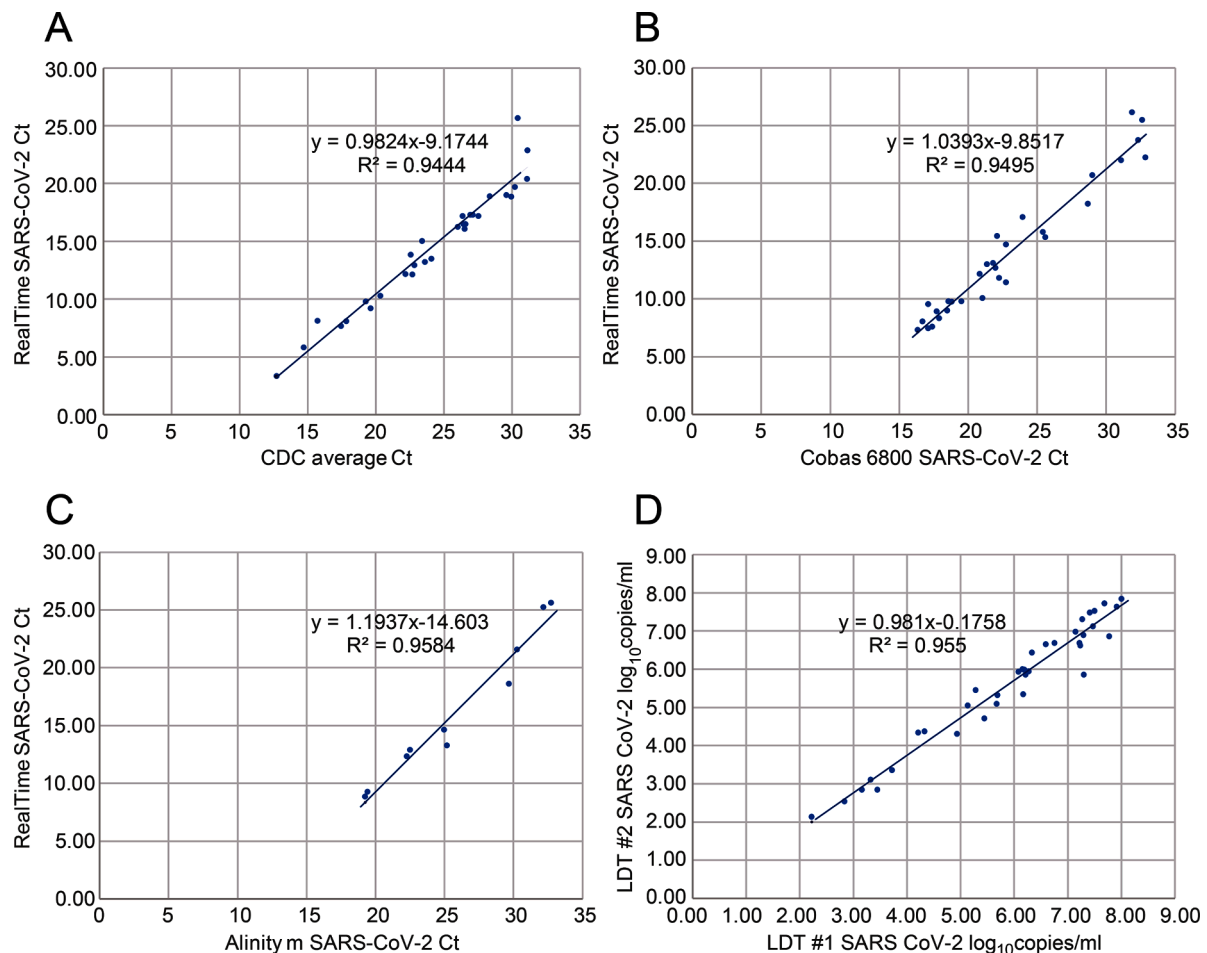 A
30.00
25.00
20.00
15.00
10.00
5.00
0.00
RealTime SARS-CoV-2 Ct
y = 0.9824x-9.1744
R² = 0.9444
0 5 10 15 20 25 30 35
CDC average Ct
B
30.00
25.00
20.00
15.00
10.00
5.00
0.00
RealTime SARS-CoV-2 Ct
y = 1.0393x-9.8517
R² = 0.9495
0 5 10 15 20 25 30 35
Cobas 6800 SARS-CoV-2 Ct
C
30.00
25.00
20.00
15.00
10.00
5.00
0.00
RealTime SARS-CoV-2 Ct
y = 1.1937x-14.603
R² = 0.9584
0 5 10 15 20 25 30 35
Alinity m SARS-CoV-2 Ct
D
9.00
8.00
7.00
6.00
5.00
4.00
3.00
2.00
1.00
0.00
LDT #2 SARS CoV-2 log₁₀copies/ml
y = 0.981x-0.1758
R² = 0.955
0.00 1.00 2.00 3.00 4.00 5.00 6.00 7.00 8.00 9.00
LDT #1 SARS CoV-2 log₁₀copies/ml